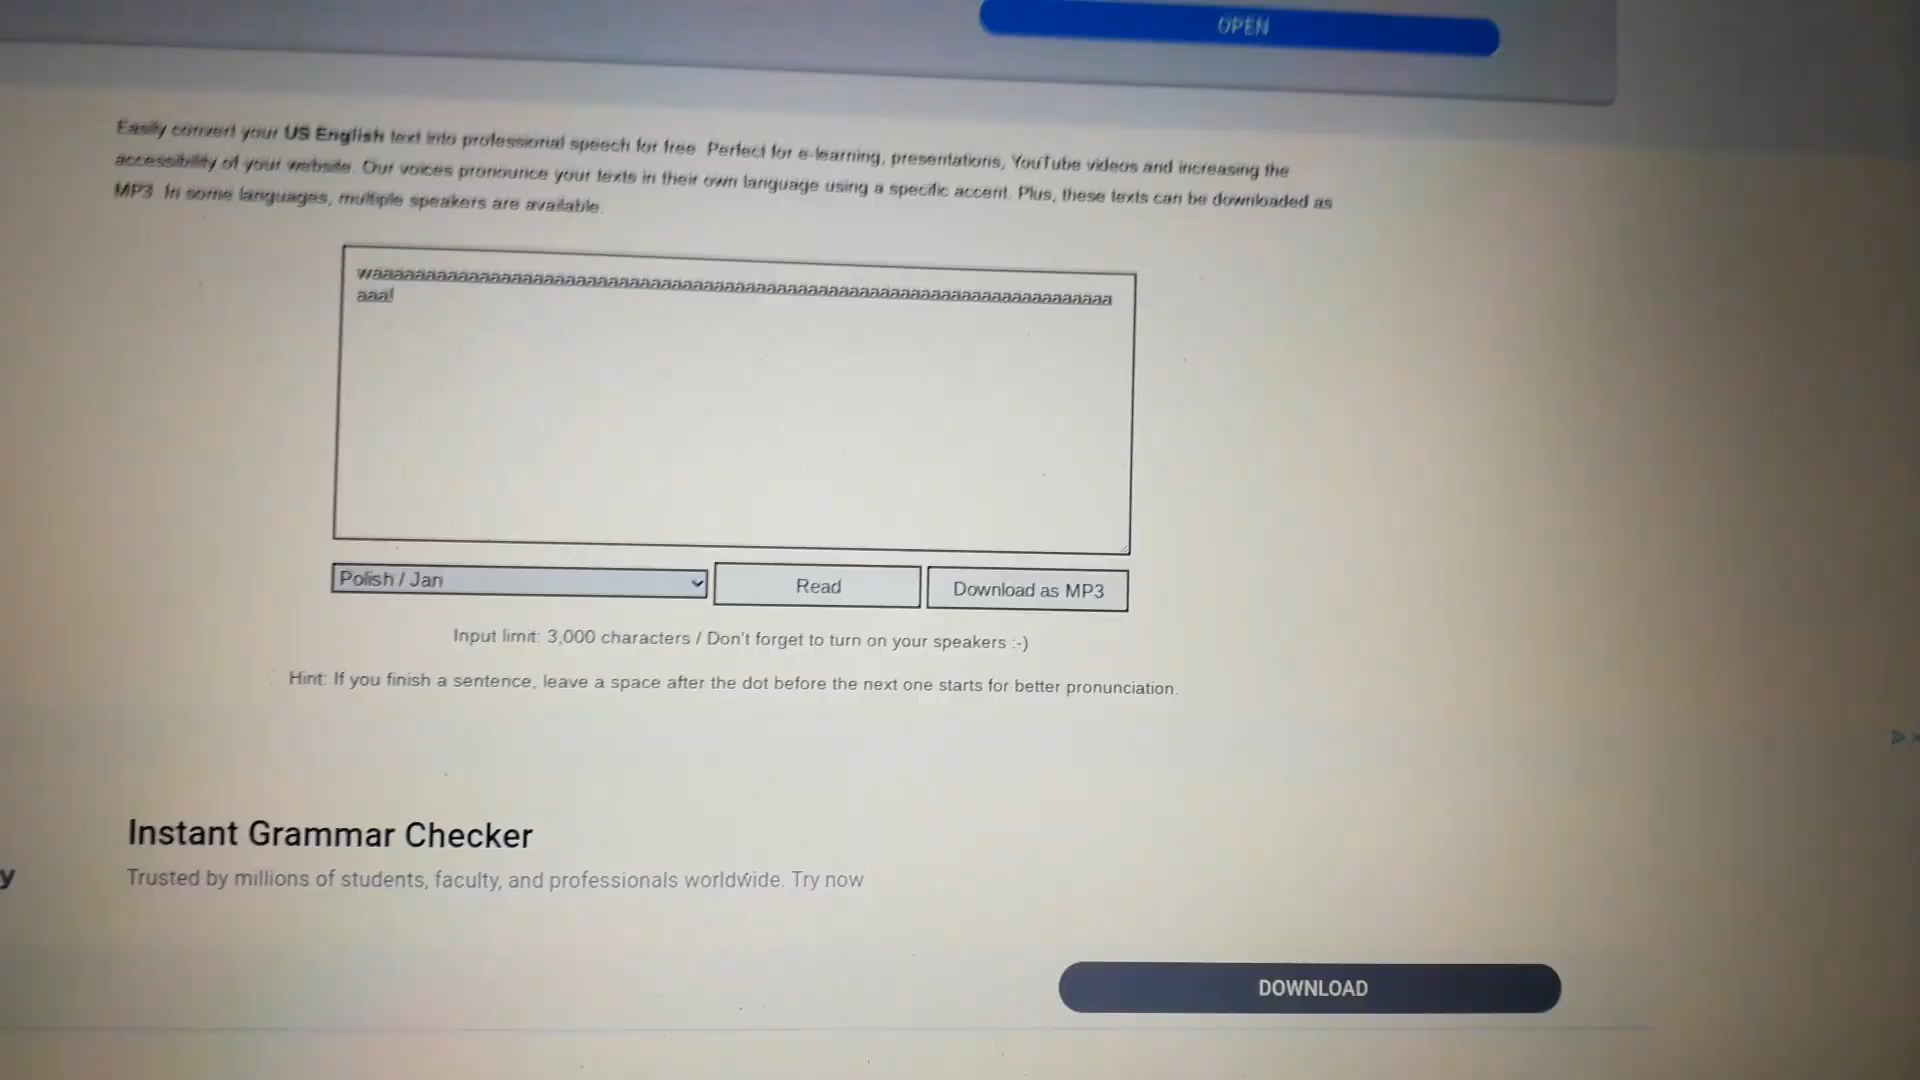 OPEN
Easily convert your US English text into professional speech for free. Perfect for e-learning, presentations, YouTube videos and increasing the
accessibility of your website. Our voices pronounce your texts in their own language using a specific accent. Plus, these texts can be downloaded as
MP3. In some languages, multiple speakers are available.
waaaaaaaaaaaaaaaaaaaaaaaaaaaaaaaaaaaaaaaaaaaaaaaaaaaaaaaaaaaaaa
aaa!
Polish / Jan
Read
Download as MP3
Input limit: 3,000 characters / Don't forget to turn on your speakers :-)
Hint: If you finish a sentence, leave a space after the dot before the next one starts for better pronunciation.
Instant Grammar Checker
y
Trusted by millions of students, faculty, and professionals worldwide. Try now
DOWNLOAD